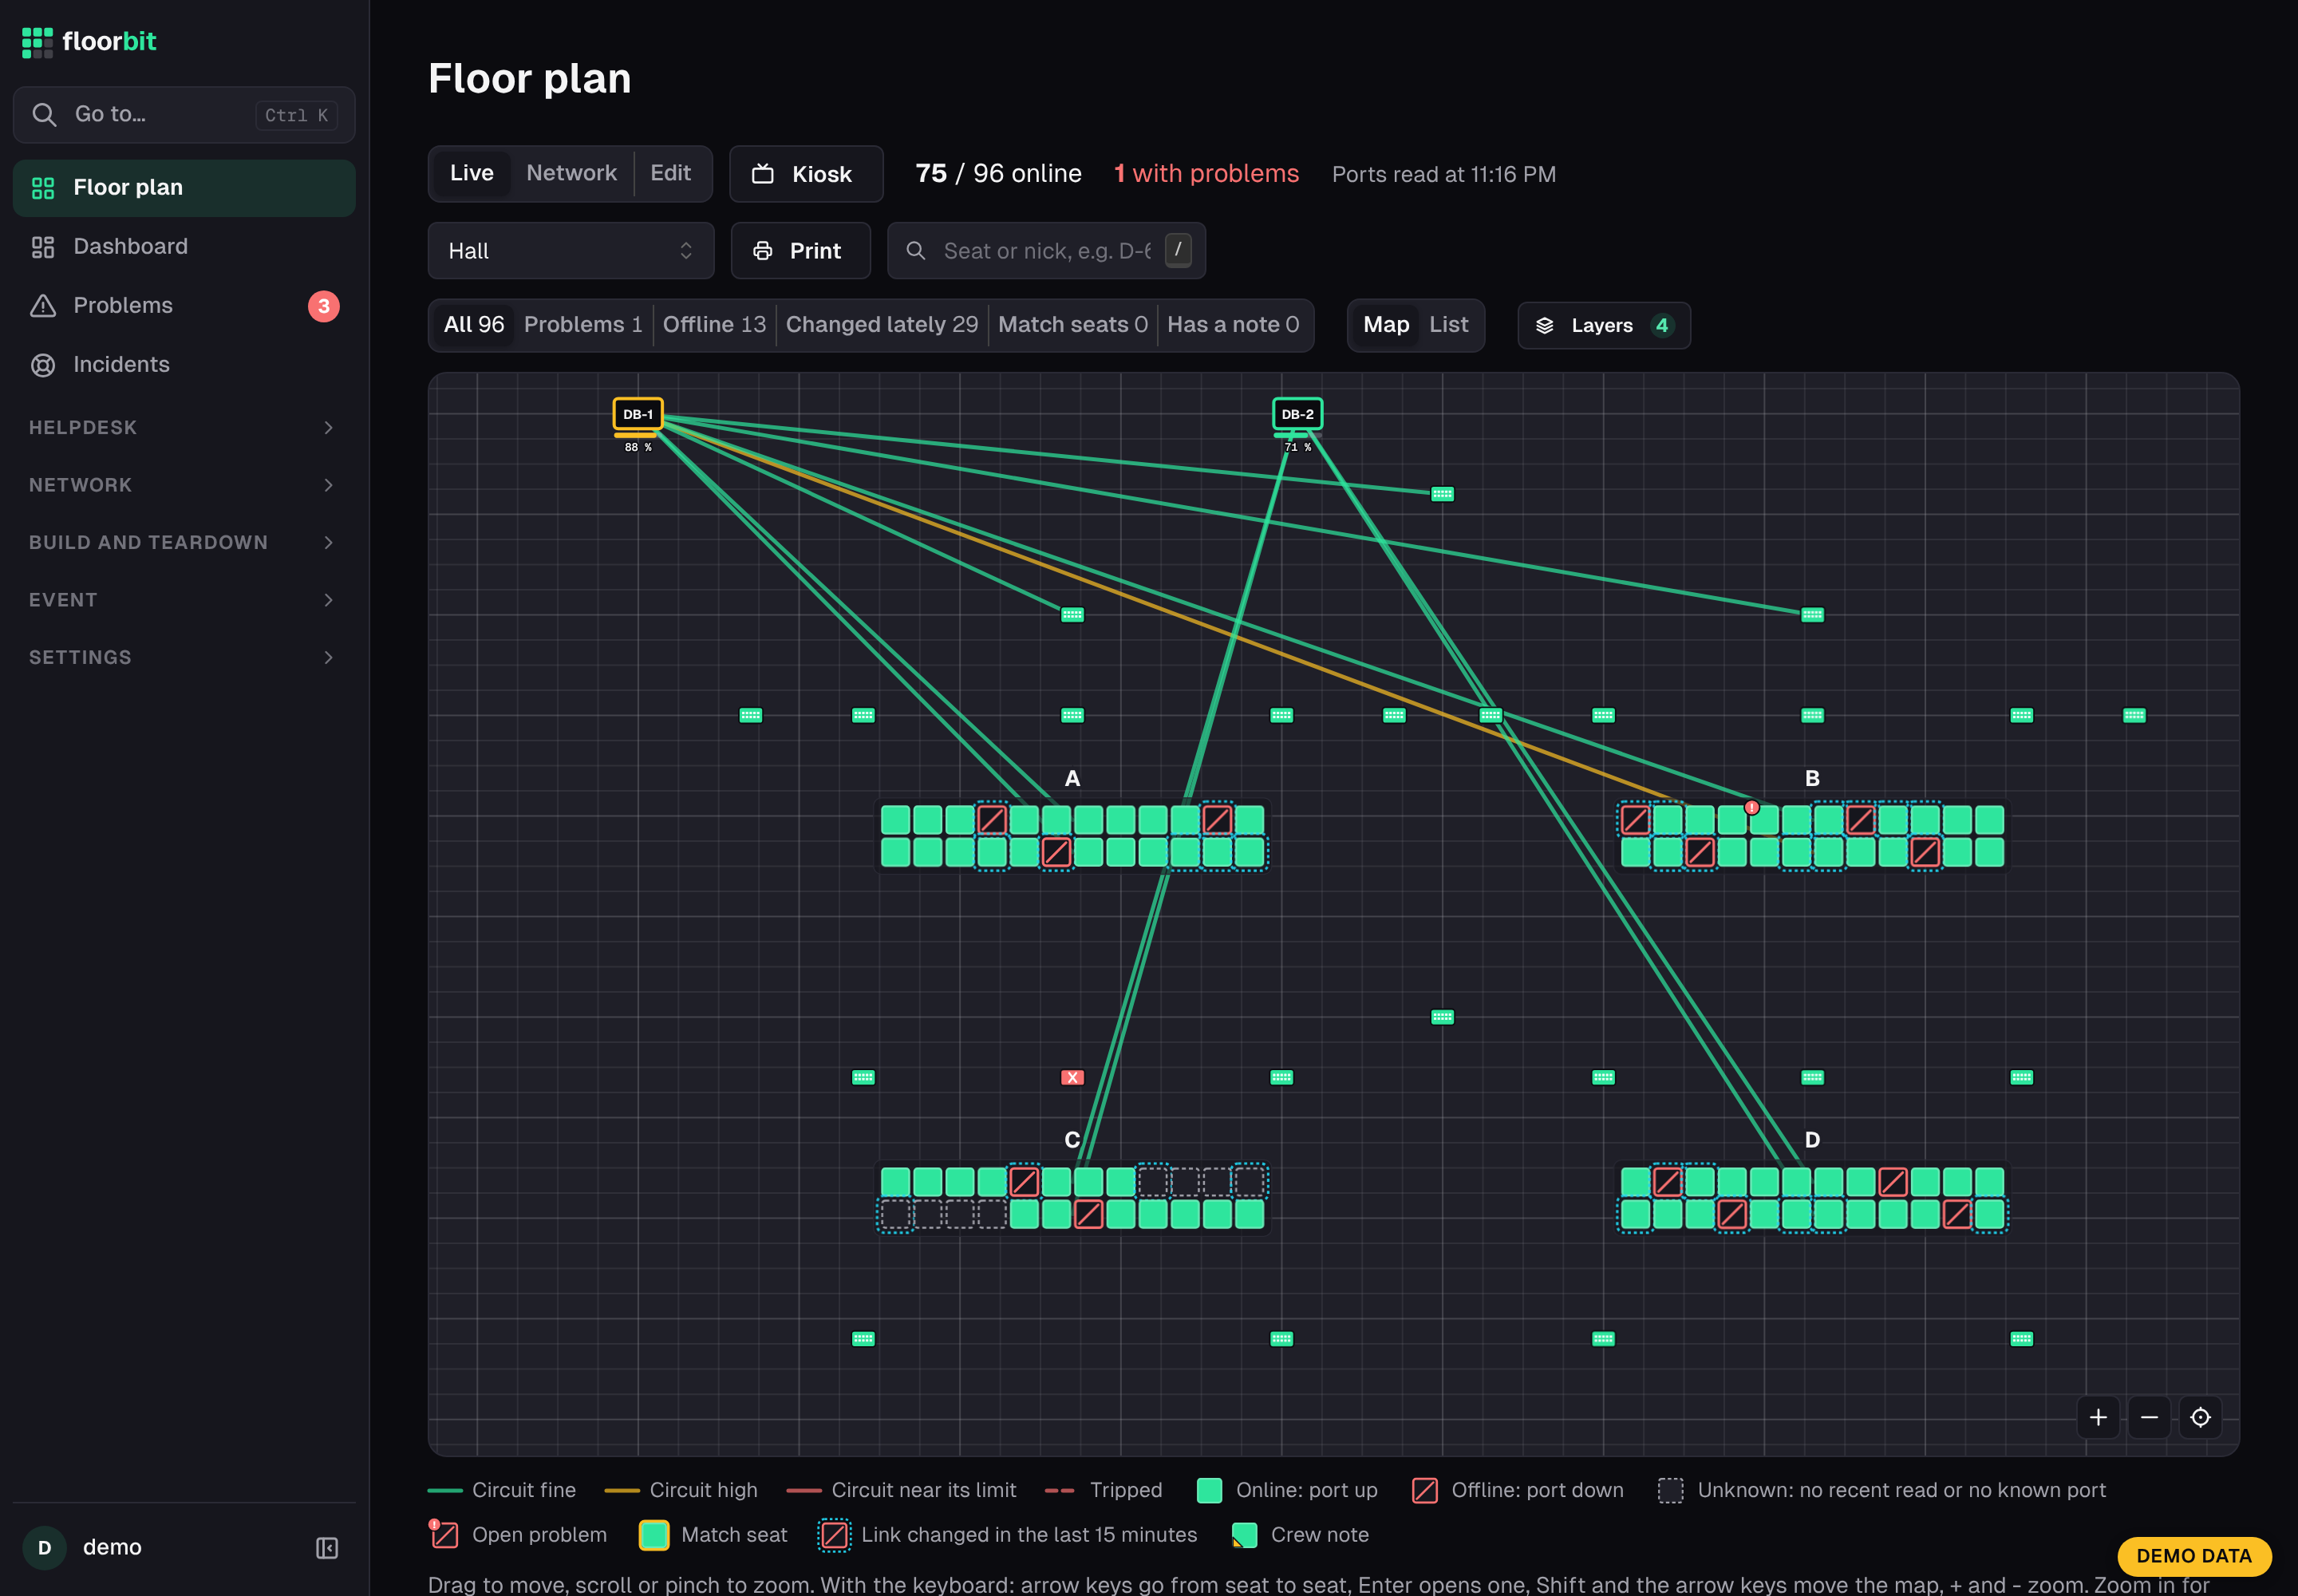 floorbit
Go to...
Ctrl K
Floor plan
Dashboard
Problems
3
Incidents
HELPDESK
NETWORK
BUILD AND TEARDOWN
EVENT
SETTINGS
D
demo
Floor plan
Live
Network
Edit
Kiosk
75 / 96 online
1 with problems
Ports read at 11:16 PM
Hall
Print
Seat or nick, e.g. D-6
/
All 96
Problems 1
Offline 13
Changed lately 29
Match seats 0
Has a note 0
Map
List
Layers 4
DB-1
88 %
DB-2
71 %
A
B
!
X
C
D
Circuit fine
Circuit high
Circuit near its limit
Tripped
Online: port up
Offline: port down
Unknown: no recent read or no known port
Open problem
Match seat
Link changed in the last 15 minutes
Crew note
DEMO DATA
Drag to move, scroll or pinch to zoom. With the keyboard: arrow keys go from seat to seat, Enter opens one, Shift and the arrow keys move the map, + and - zoom. Zoom in for